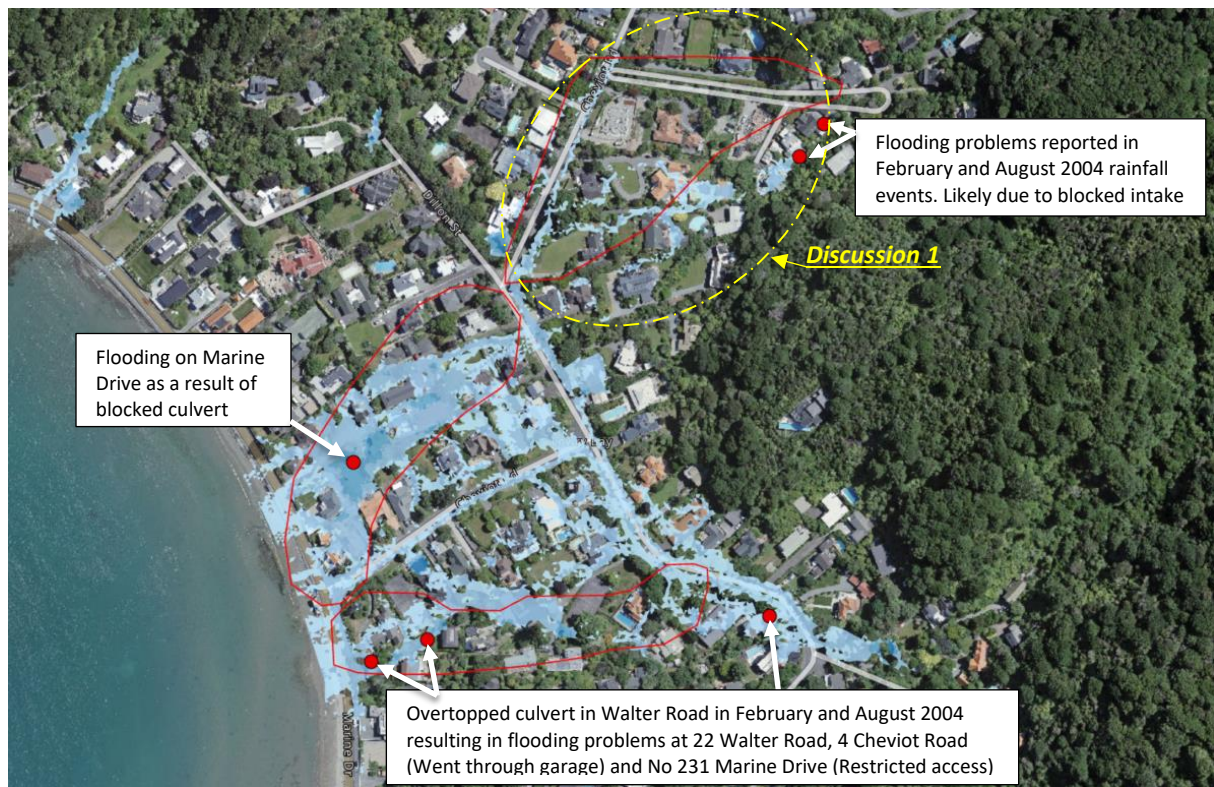 Flooding problems reported in
February and August 2004 rainfall
events. Likely due to blocked intake
Dillon St
Discussion 1
Flooding on Marine
Drive as a result of
blocked culvert
Overtopped culvert in Walter Road in February and August 2004
resulting in flooding problems at 22 Walter Road, 4 Cheviot Road
(Went through garage) and No 231 Marine Drive (Restricted access)
Marine Dr